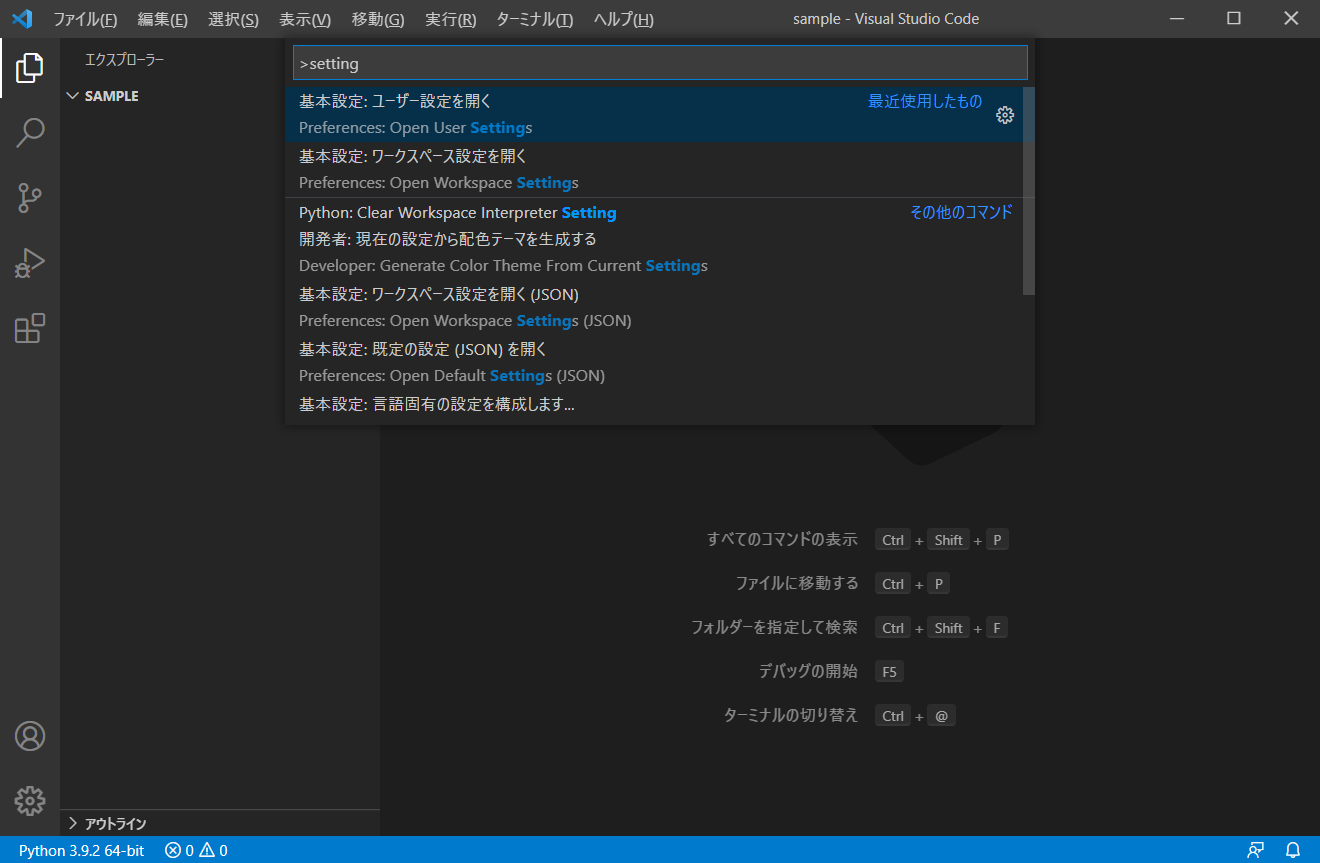 ファイル(F) 編集(E) 選択(S) 表示(V) 移動(G) 実行(R) ターミナル(T) ヘルプ(H) sample - Visual Studio Code
エクスプローラー
SAMPLE
>setting
基本設定: ユーザー設定を開く 最近使用したもの
Preferences: Open User Settings
基本設定: ワークスペース設定を開く
Preferences: Open Workspace Settings
Python: Clear Workspace Interpreter Setting その他のコマンド
開発者: 現在の設定から配色テーマを生成する
Developer: Generate Color Theme From Current Settings
基本設定: ワークスペース設定を開く (JSON)
Preferences: Open Workspace Settings (JSON)
基本設定: 既定の設定 (JSON) を開く
Preferences: Open Default Settings (JSON)
基本設定: 言語固有の設定を構成します...
すべてのコマンドの表示 Ctrl + Shift + P
ファイルに移動する Ctrl + P
フォルダーを指定して検索 Ctrl + Shift + F
デバッグの開始 F5
ターミナルの切り替え Ctrl + @
アウトライン
Python 3.9.2 64-bit 0 0